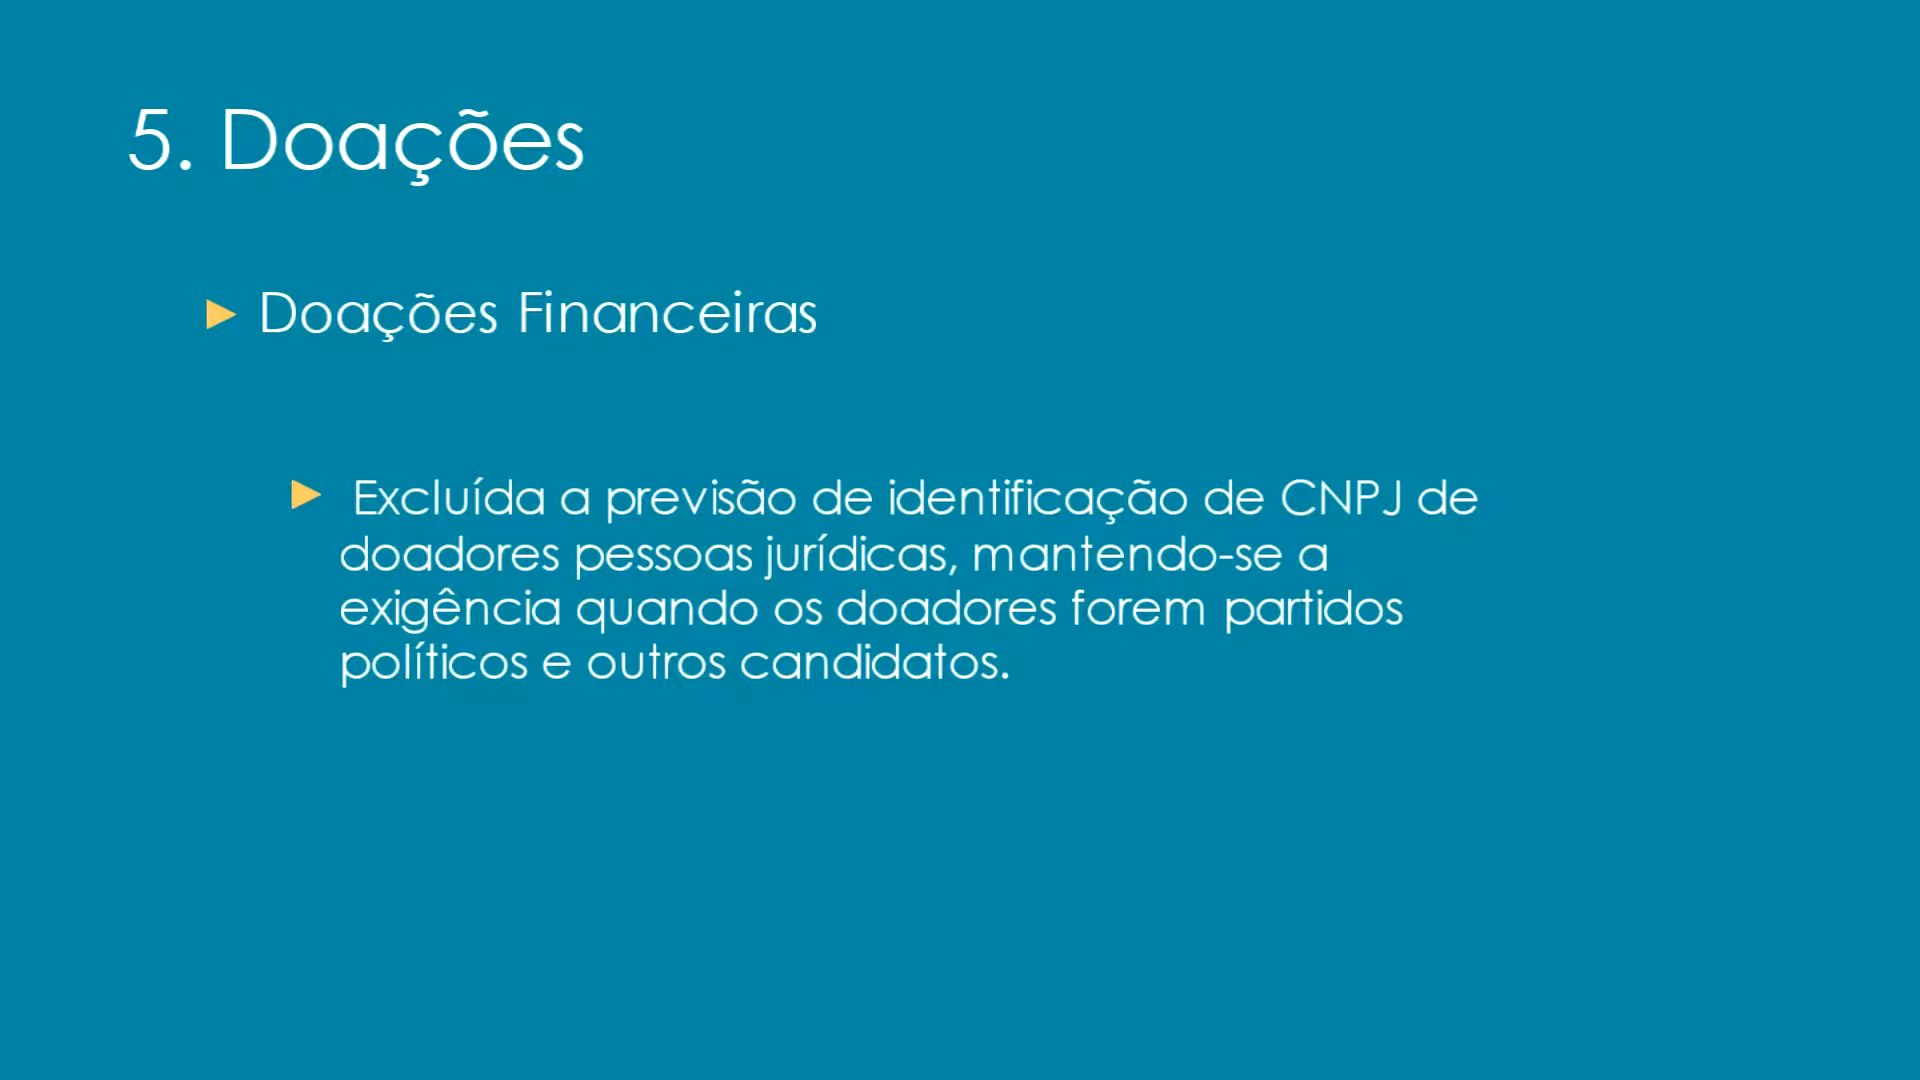 5. Doações
Doações Financeiras
Excluída a previsão de identificação de CNPJ de
doadores pessoas jurídicas, mantendo-se a
exigência quando os doadores forem partidos
políticos e outros candidatos.